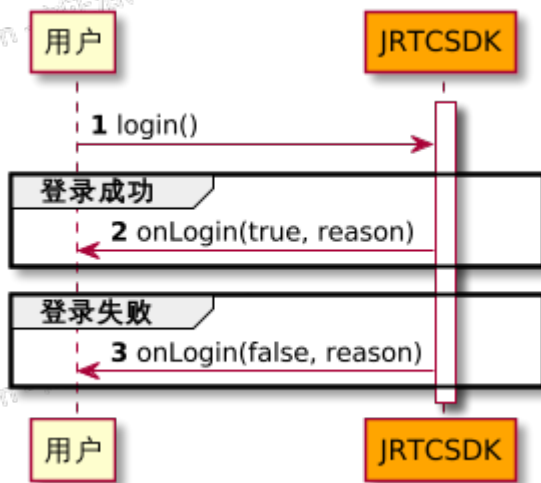 用户 JRTCSDK
1 login()
登录成功
2 onLogin(true, reason)
登录失败
3 onLogin(false, reason)
用户 JRTCSDK